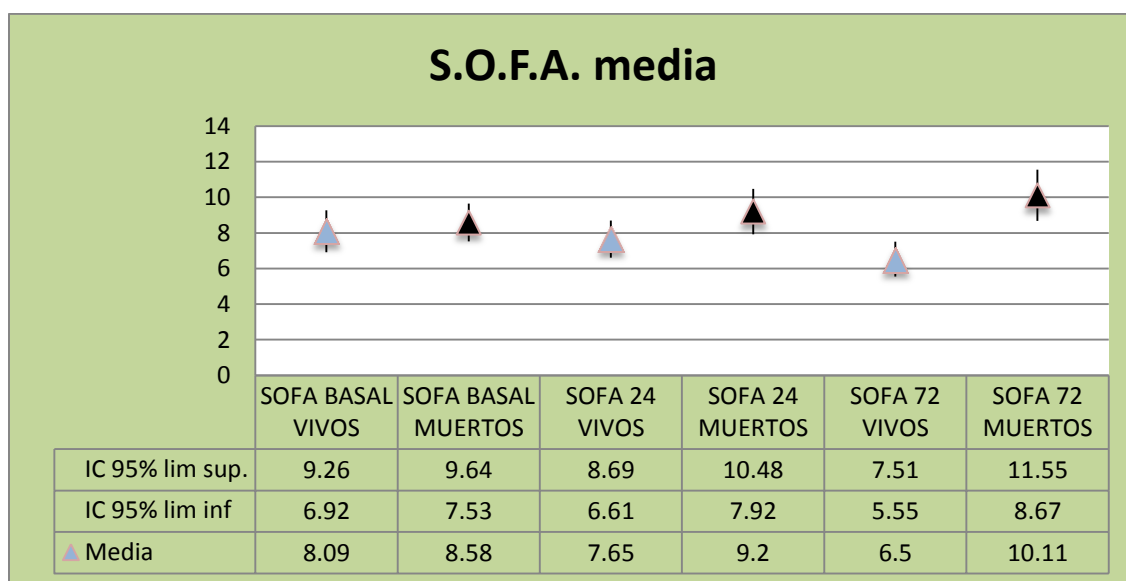 S.O.F.A. media
14
12
10
8
6
4
2
0
SOFA BASAL VIVOS SOFA BASAL MUERTOS SOFA 24 VIVOS SOFA 24 MUERTOS SOFA 72 VIVOS SOFA 72 MUERTOS
IC 95% lim sup. 9.26 9.64 8.69 10.48 7.51 11.55
IC 95% lim inf 6.92 7.53 6.61 7.92 5.55 8.67
Media 8.09 8.58 7.65 9.2 6.5 10.11